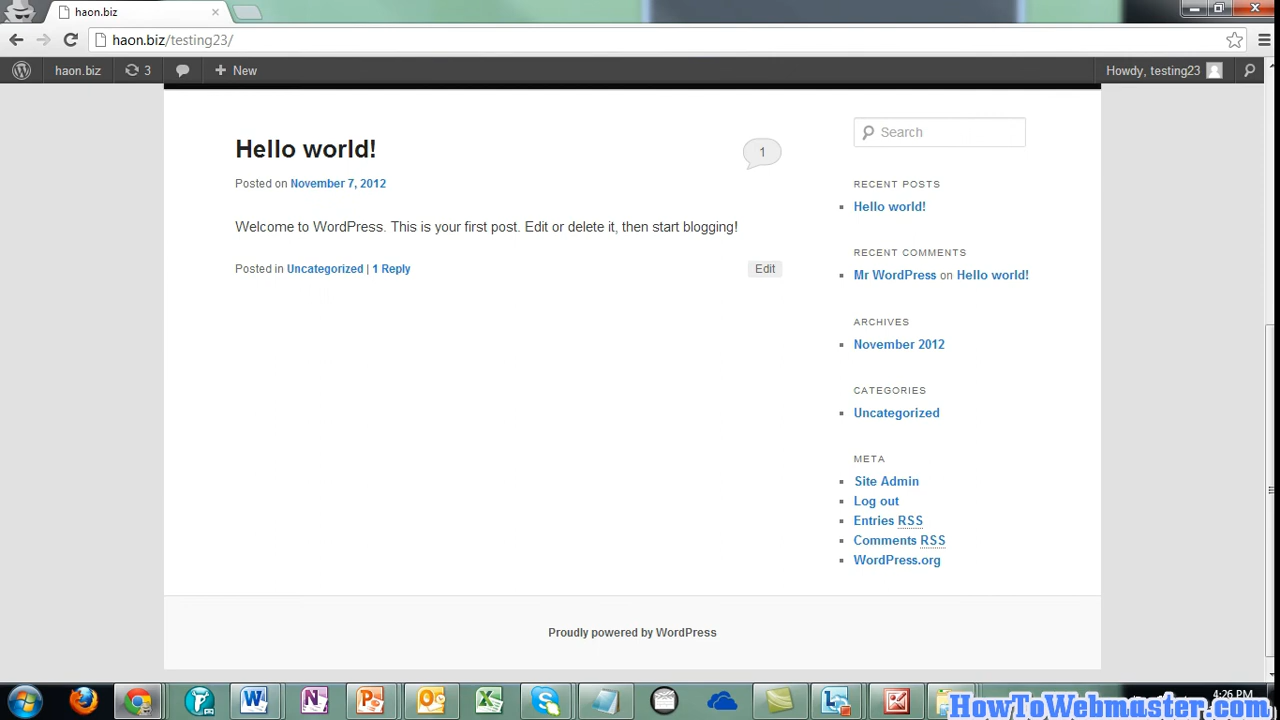 haon.biz
haon.biz/testing23/
haon.biz 3 New Howdy, testing23
Hello world!
1
Posted on November 7, 2012
Welcome to WordPress. This is your first post. Edit or delete it, then start blogging!
Posted in Uncategorized | 1 Reply
Edit
Search
RECENT POSTS
Hello world!
RECENT COMMENTS
Mr WordPress on Hello world!
ARCHIVES
November 2012
CATEGORIES
Uncategorized
META
Site Admin
Log out
Entries RSS
Comments RSS
WordPress.org
Proudly powered by WordPress
4:26 PM
HowToWebmaster.com